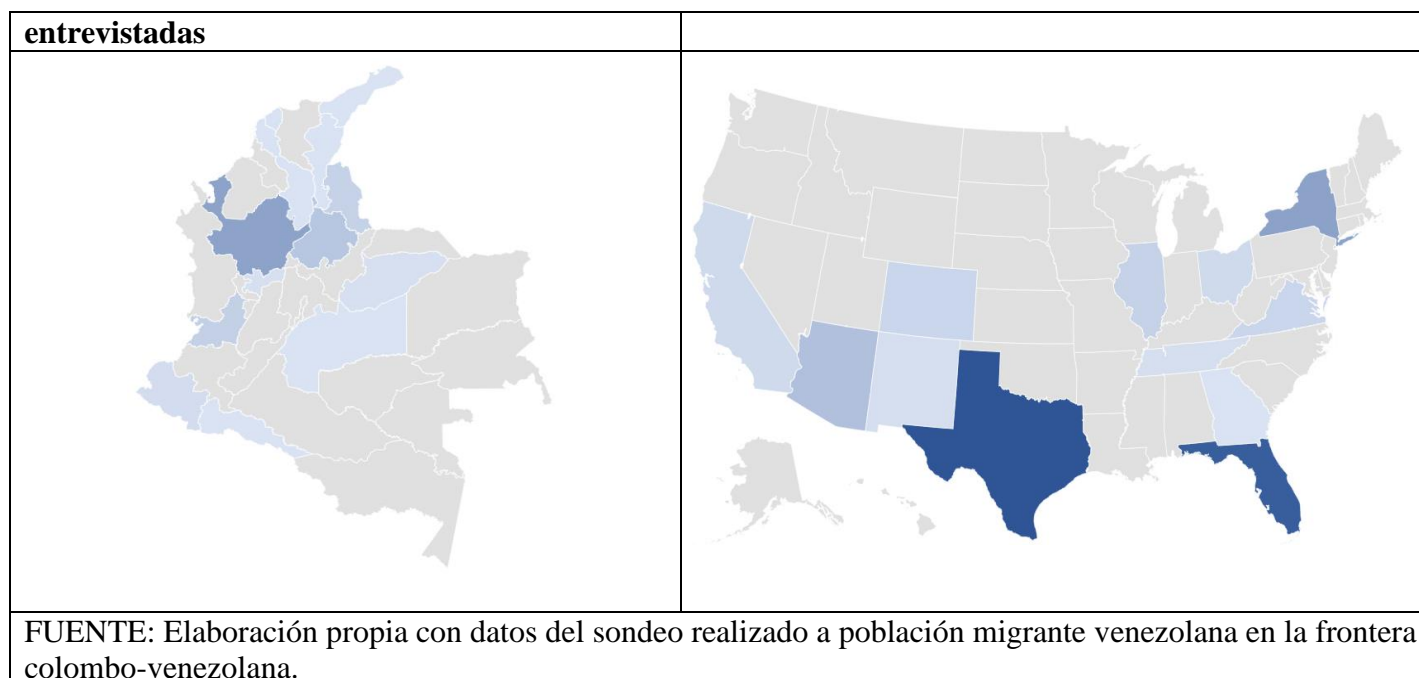 entrevistadas
FUENTE: Elaboración propia con datos del sondeo realizado a población migrante venezolana en la frontera
colombo-venezolana.